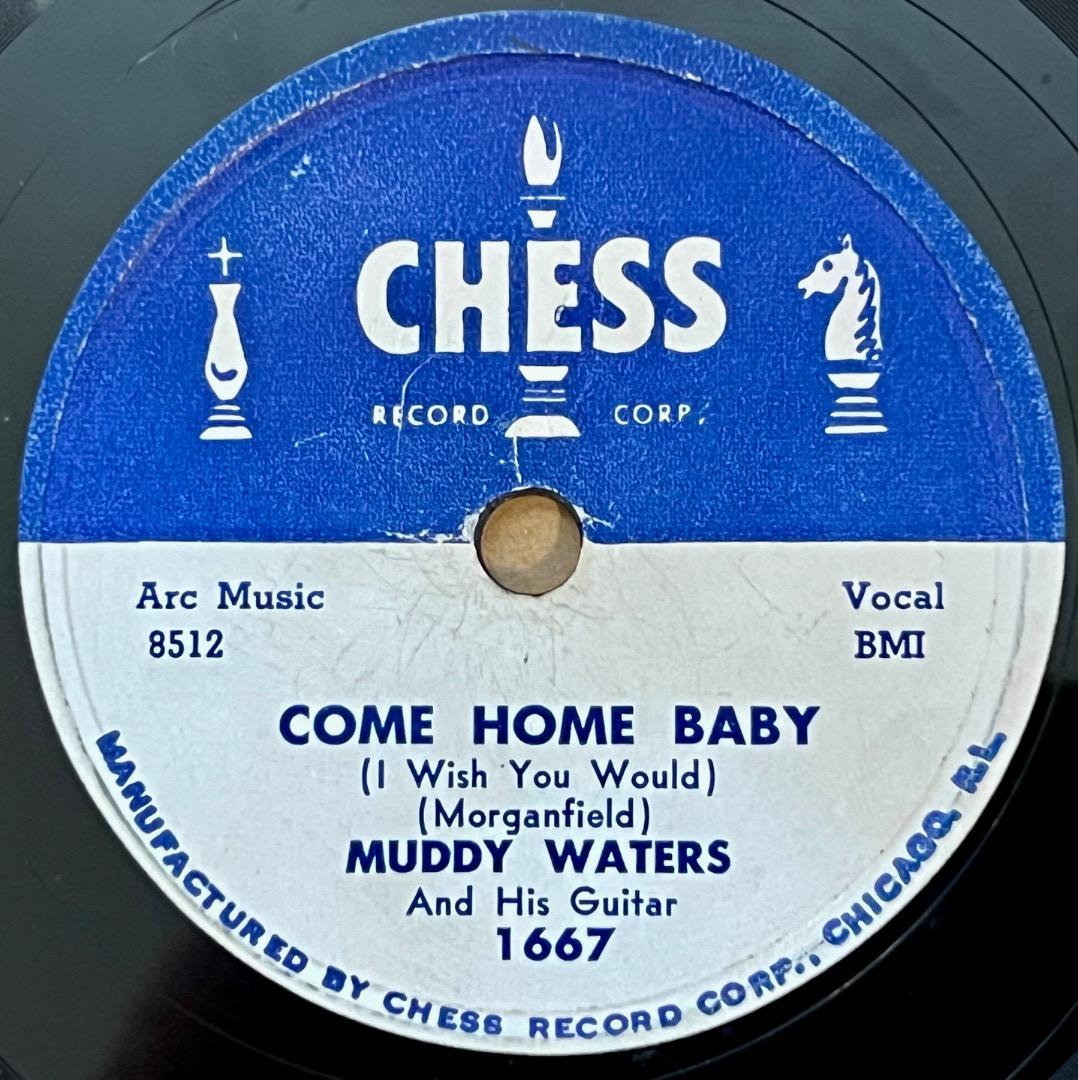 CHESS
RECORD CORP.
Arc Music Vocal
8512 BMI
COME HOME BABY
(I Wish You Would)
(Morganfield)
MUDDY WATERS
And His Guitar
1667
MANUFACTURED BY CHESS RECORD CORP., CHICAGO, ILL.